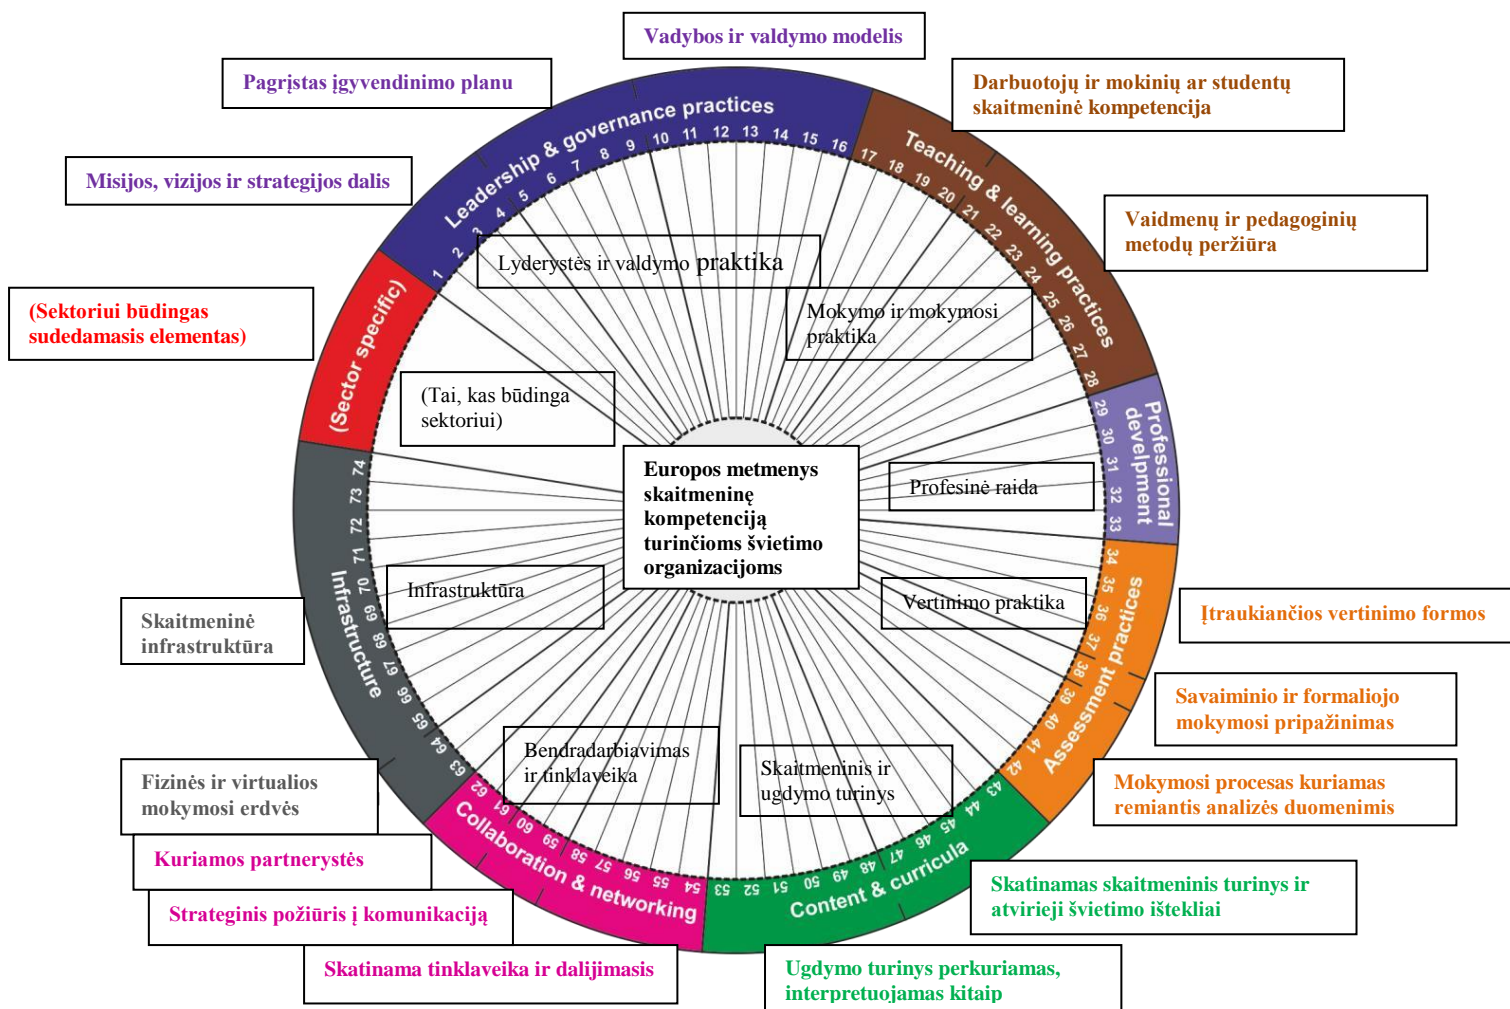 Vadybos ir valdymo modelis
Pagrįstas įgyvendinimo planu
Darbuotojų ir mokinių ar studentų
skaitmeninė kompetencija
Misijos, vizijos ir strategijos dalis
Vaidmenų ir pedagoginių
metodų peržiūra
(Sektoriui būdingas
sudedamasis elementas)
Leadership & governance practices
Teaching & learning practices
Professional
develpment
Assessment practices
Content & curricula
Collaboration & networking
Infrastructure
(Sector specific)
1 2 3 4 5 6 7 8 9 10 11 12 13 14 15 16
17 18 19 20 21 22 23 24 25 26 27 28
29 30 31 32 33
34 35 36 37 38 39 40 41 42
43 44 45 46 47 48 49 50 51 52 53
54 55 56 57 58 59 60 61 62
63 64 65 66 67 68 69 70 71 72 73 74
Lyderystės ir valdymo praktika
Mokymo ir mokymosi
praktika
(Tai, kas būdinga
sektoriui)
Europos metmenys
skaitmeninę
kompetenciją
turinčioms švietimo
organizacijoms
Profesinė raida
Infrastruktūra
Vertinimo praktika
Bendradarbiavimas
ir tinklaveika
Skaitmeninis ir
ugdymo turinys
Skaitmeninė
infrastruktūra
Įtraukiančios vertinimo formos
Savaiminio ir formaliojo
mokymosi pripažinimas
Fizinės ir virtualios
mokymosi erdvės
Mokymosi procesas kuriamas
remiantis analizės duomenimis
Kuriamos partnerystės
Skatinamas skaitmeninis turinys ir
atvirieji švietimo ištekliai
Strateginis požiūris į komunikaciją
Skatinama tinklaveika ir dalijimasis
Ugdymo turinys perkuriamas,
interpretuojamas kitaip